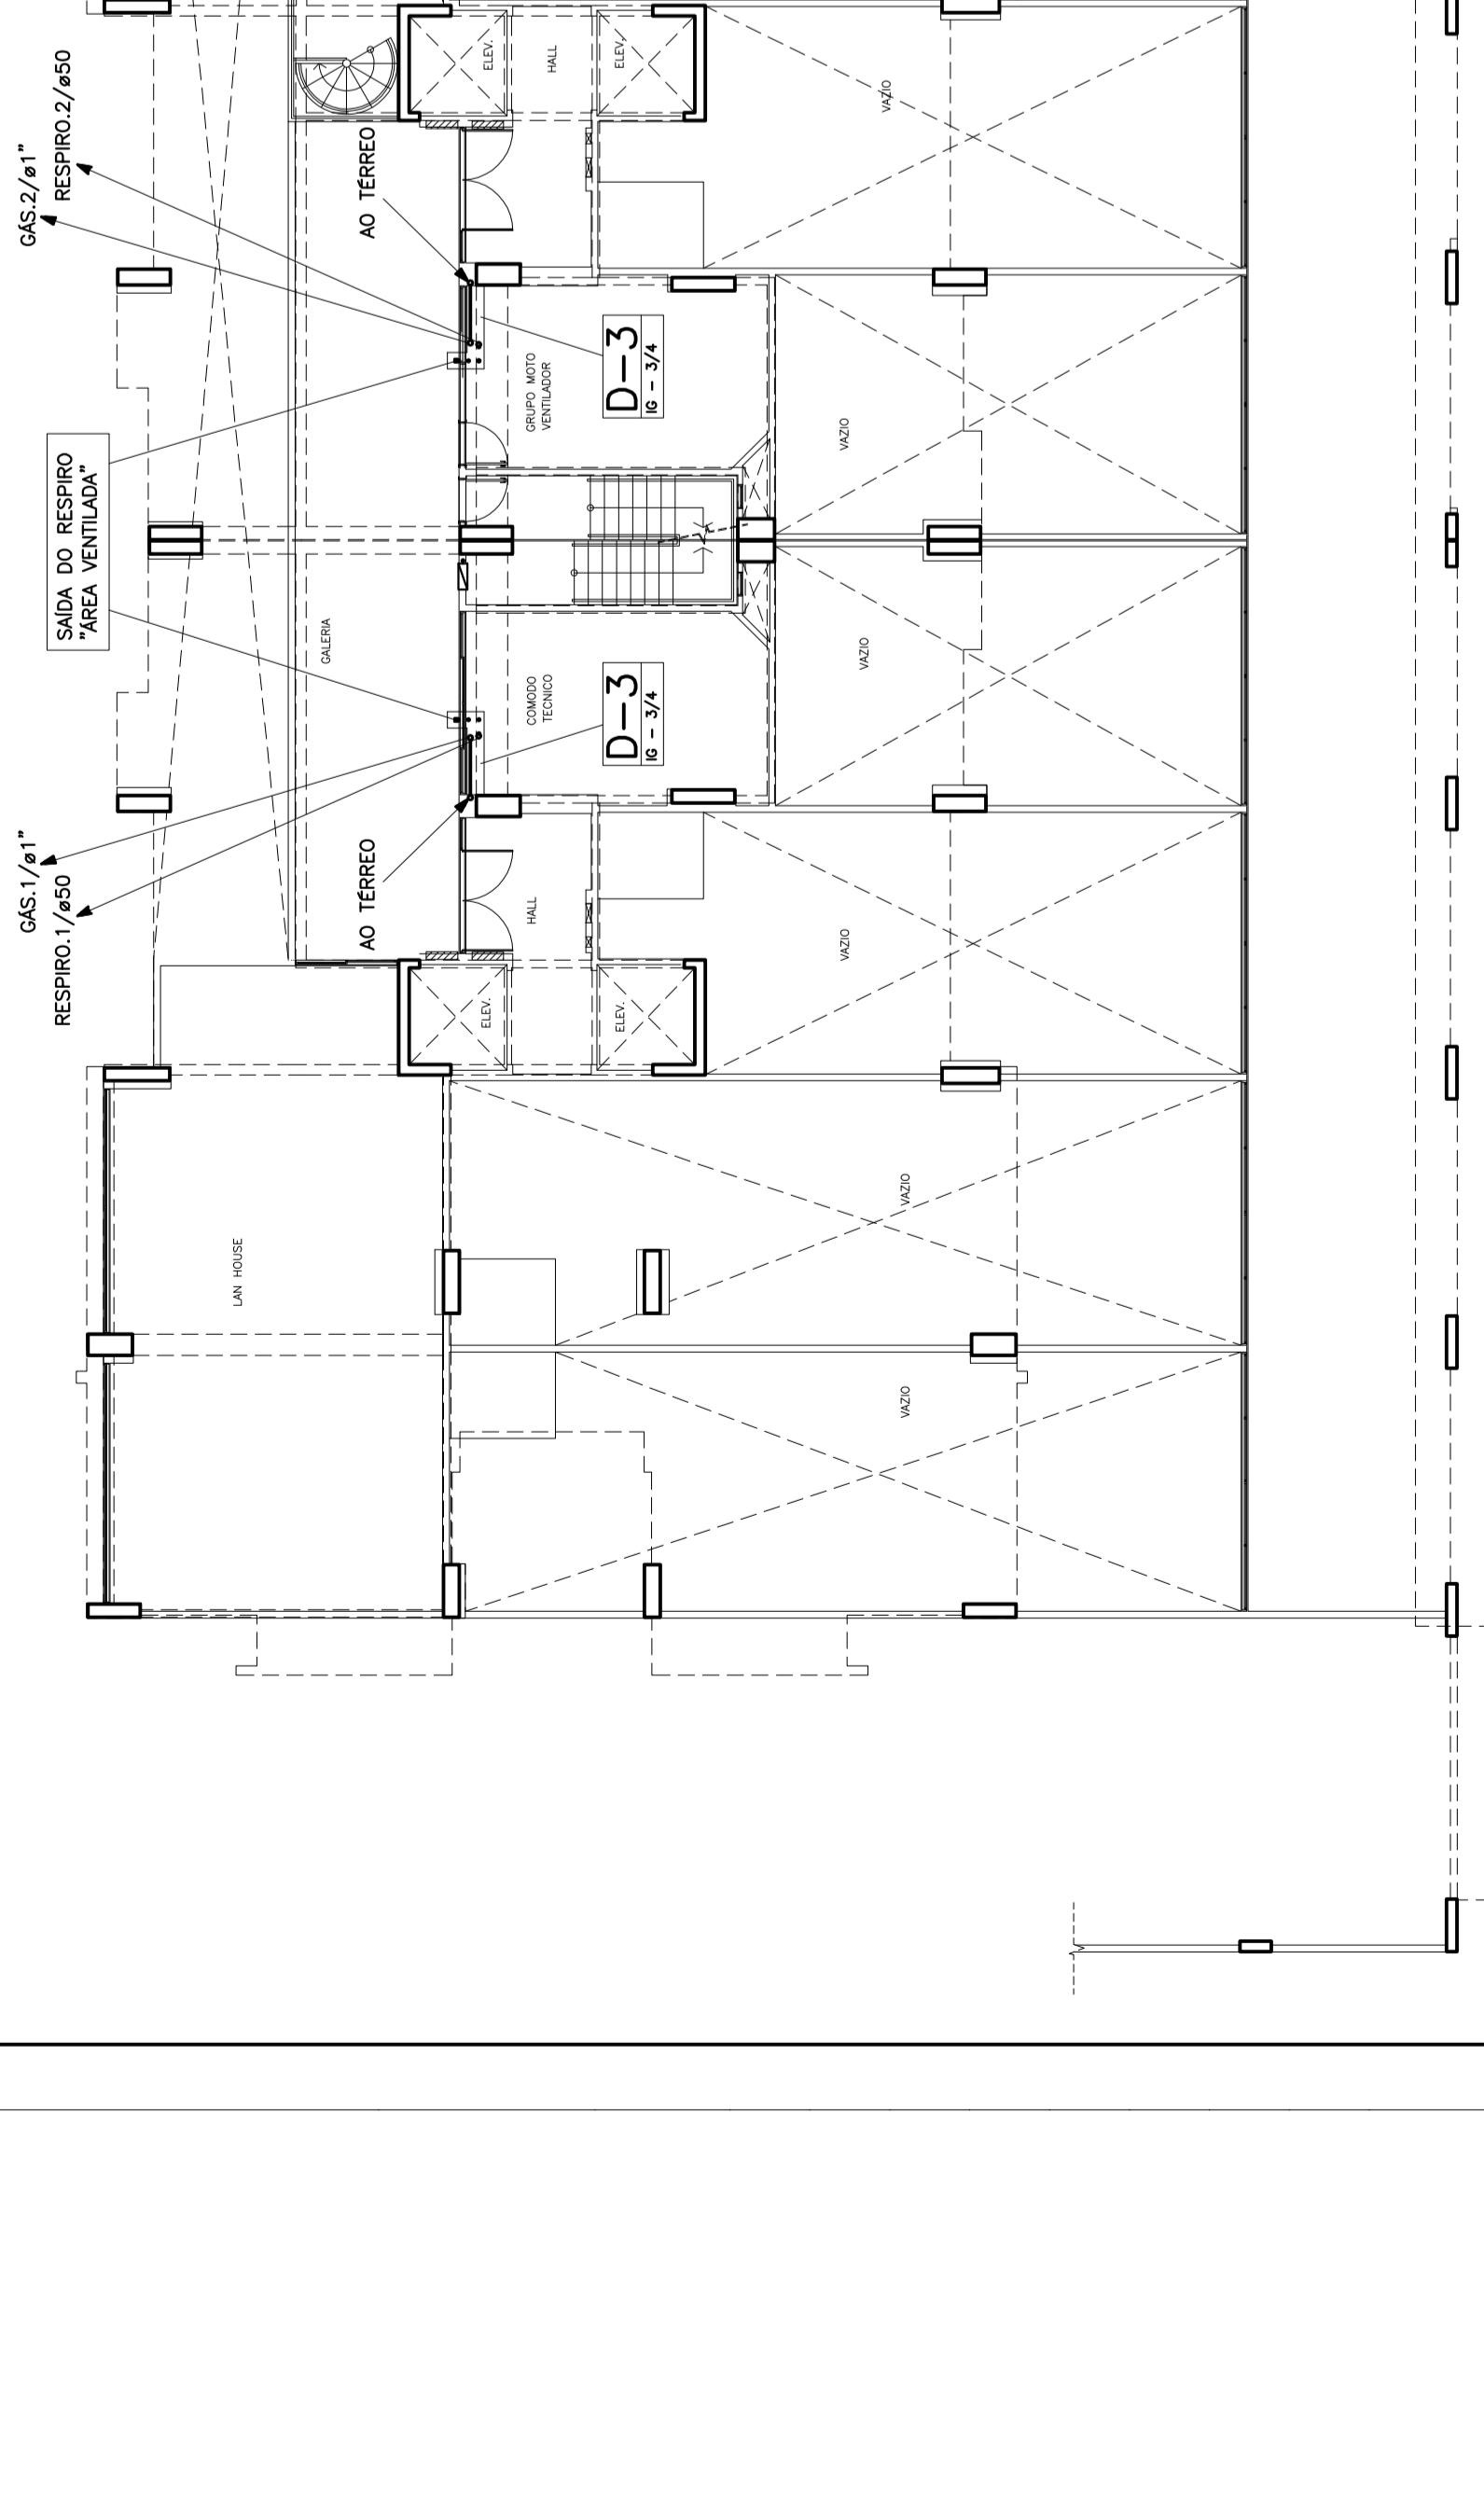 GÁS.1/ø1"
RESPIRO.1/ø50
SAÍDA DO RESPIRO
"ÁREA VENTILADA"
GÁS.2/ø1"
RESPIRO.2/ø50
LAN HOUSE
GALERIA
AO TÉRREO
AO TÉRREO
ELEV.
HALL
ELEV.
COMODO
TECNICO
D-3
IG - 3/4
GRUPO MOTO
VENTILADOR
D-3
IG - 3/4
ELEV.
HALL
ELEV.
VAZIO
VAZIO
VAZIO
VAZIO
VAZIO
VAZIO